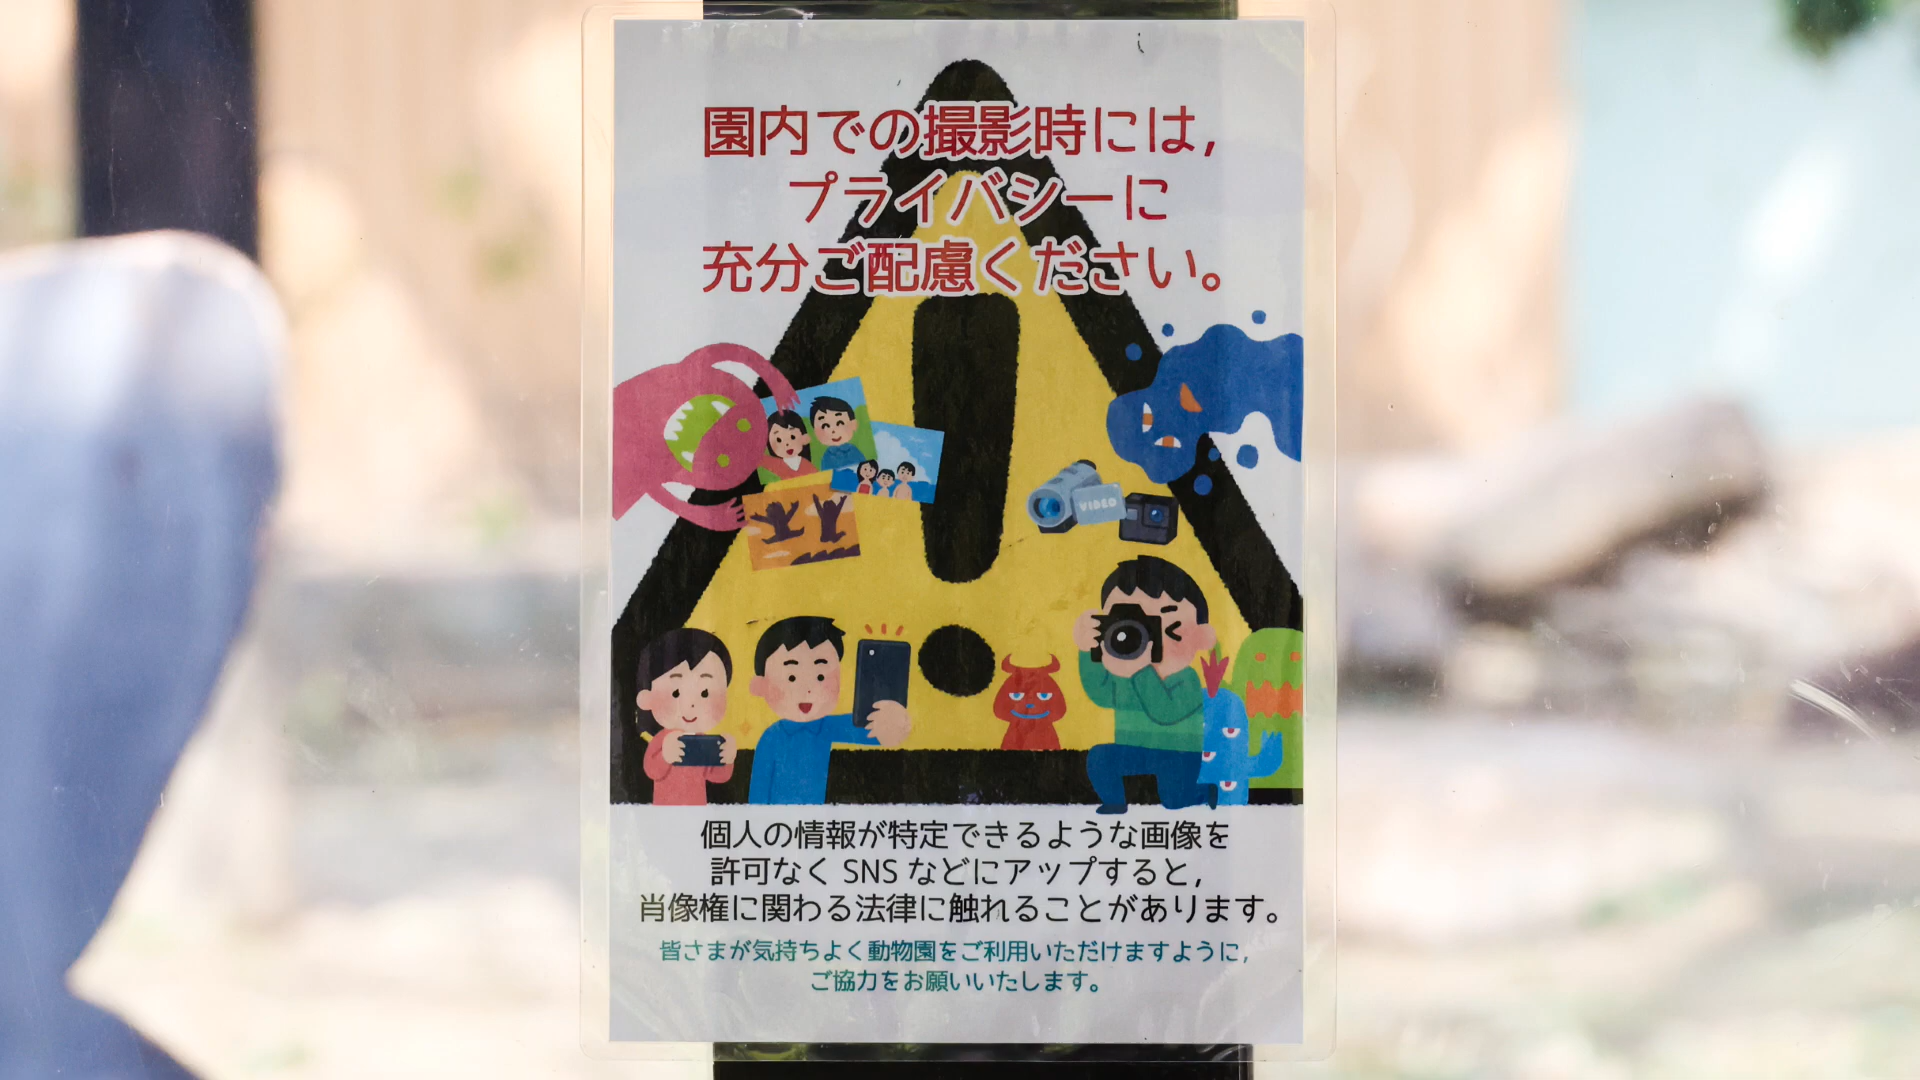 園内での撮影時には,
プライバシーに
充分ご配慮ください。
VIDEO
個人の情報が特定できるような画像を
許可なく SNS などにアップすると,
肖像権に関わる法律に触れることがあります。
皆さまが気持ちよく動物園をご利用いただけますように,
ご協力をお願いいたします。